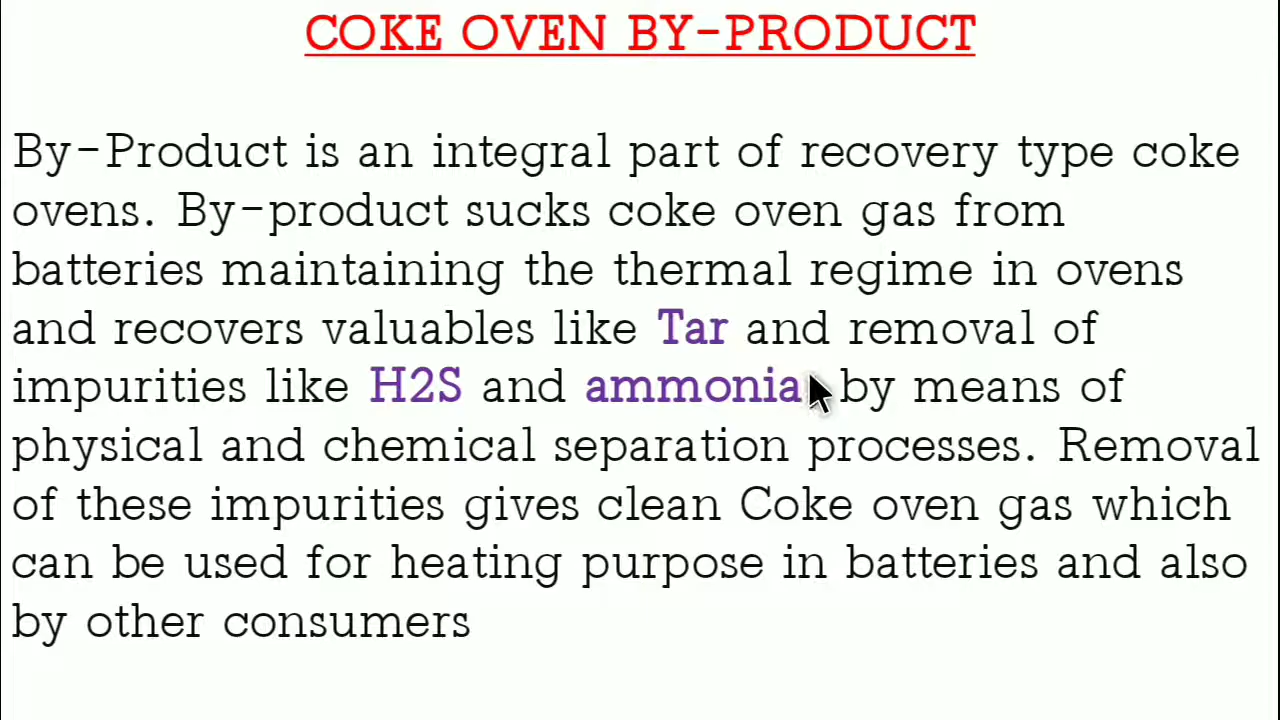 COKE OVEN BY-PRODUCT
By-Product is an integral part of recovery type coke
ovens. By-product sucks coke oven gas from
batteries maintaining the thermal regime in ovens
and recovers valuables like Tar and removal of
impurities like H2S and ammonia by means of
physical and chemical separation processes. Removal
of these impurities gives clean Coke oven gas which
can be used for heating purpose in batteries and also
by other consumers